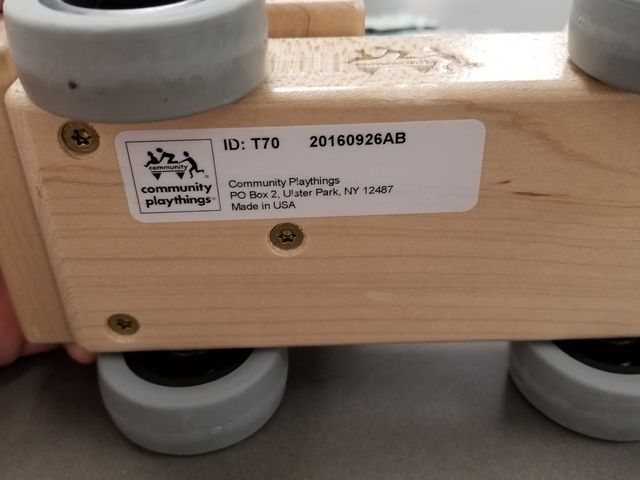 community
community
playthings
ID: T70 20160926AB
Community Playthings
PO Box 2, Ulster Park, NY 12487
Made in USA